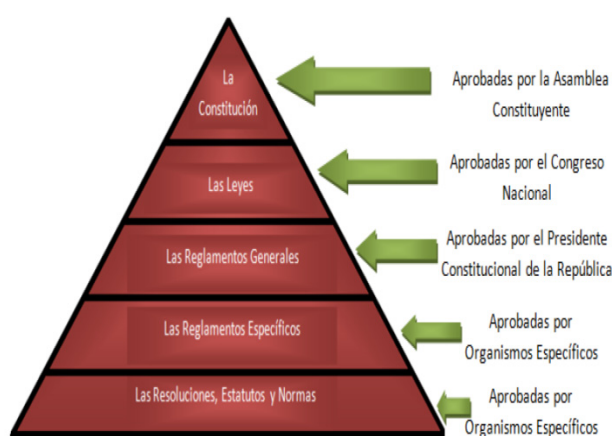 La
Constitución
Aprobadas por la Asamblea
Constituyente
Las Leyes
Aprobadas por el Congreso
Nacional
Las Reglamentos Generales
Aprobadas por el Presidente
Constitucional de la República
Las Reglamentos Específicos
Aprobadas por
Organismos Específicos
Las Resoluciones, Estatutos y Normas
Aprobadas por
Organismos Específicos